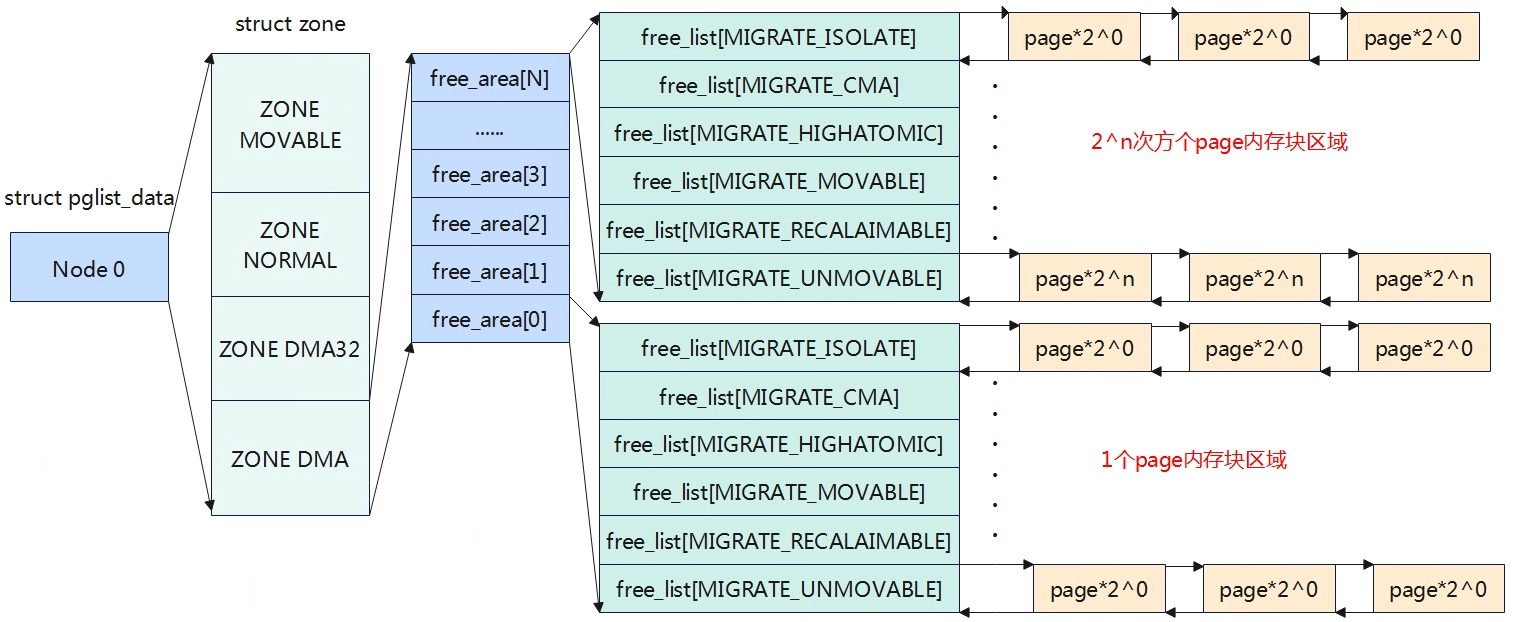 struct zone
struct pglist_data
Node 0
ZONE
MOVABLE
ZONE
NORMAL
ZONE DMA32
ZONE DMA
free_area[N]
......
free_area[3]
free_area[2]
free_area[1]
free_area[0]
free_list[MIGRATE_ISOLATE]
free_list[MIGRATE_CMA]
free_list[MIGRATE_HIGHATOMIC]
free_list[MIGRATE_MOVABLE]
free_list[MIGRATE_RECALAIMABLE]
free_list[MIGRATE_UNMOVABLE]
page*2^0
page*2^0
page*2^0
2^n次方个page内存块区域
page*2^n
page*2^n
page*2^n
free_list[MIGRATE_ISOLATE]
free_list[MIGRATE_CMA]
free_list[MIGRATE_HIGHATOMIC]
free_list[MIGRATE_MOVABLE]
free_list[MIGRATE_RECALAIMABLE]
free_list[MIGRATE_UNMOVABLE]
page*2^0
page*2^0
page*2^0
1个page内存块区域
page*2^0
page*2^0
page*2^0